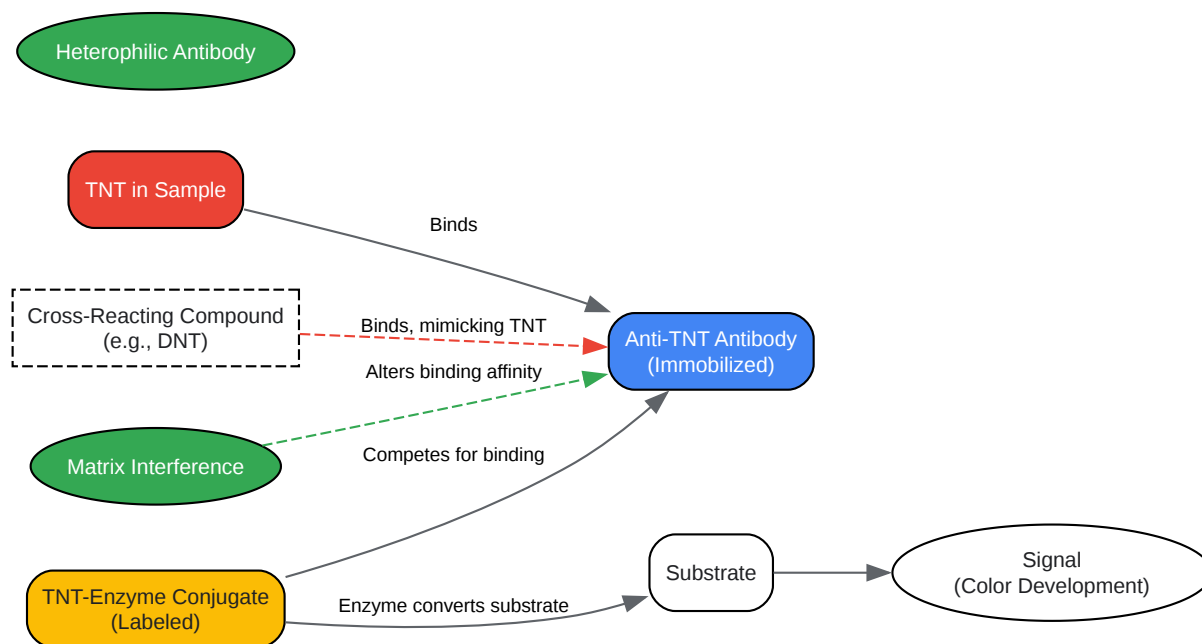 Heterophilic Antibody
TNT in Sample
Binds
Cross-Reacting Compound
(e.g., DNT)
Binds, mimicking TNT
Anti-TNT Antibody
(Immobilized)
Alters binding affinity
Matrix Interference
Competes for binding
TNT-Enzyme Conjugate
(Labeled)
Enzyme converts substrate
Substrate
Signal
(Color Development)